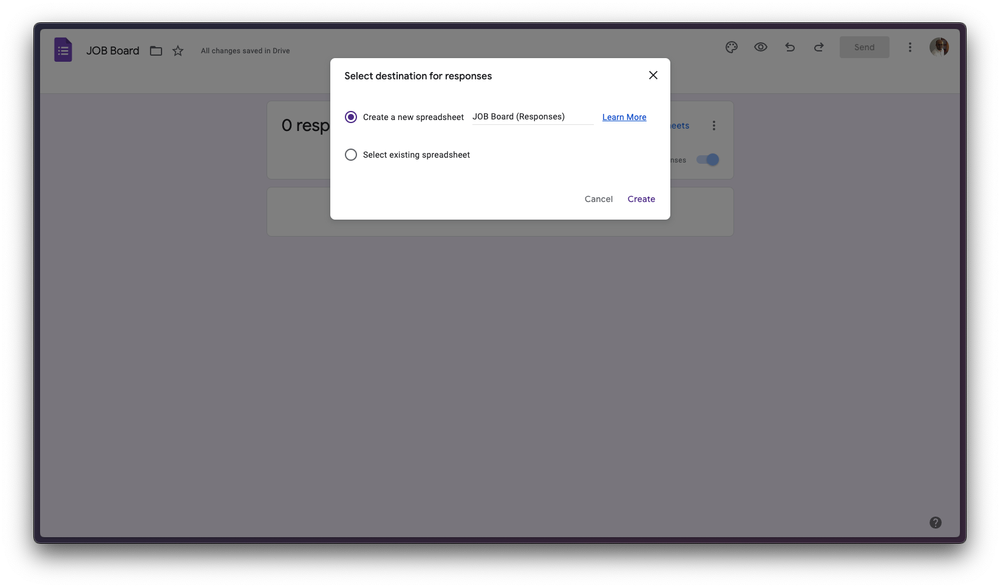 JOB Board
All changes saved in Drive
Send
Select destination for responses
0 resp
Create a new spreadsheet
JOB Board (Responses)
Learn More
eets
Select existing spreadsheet
nses
Cancel
Create